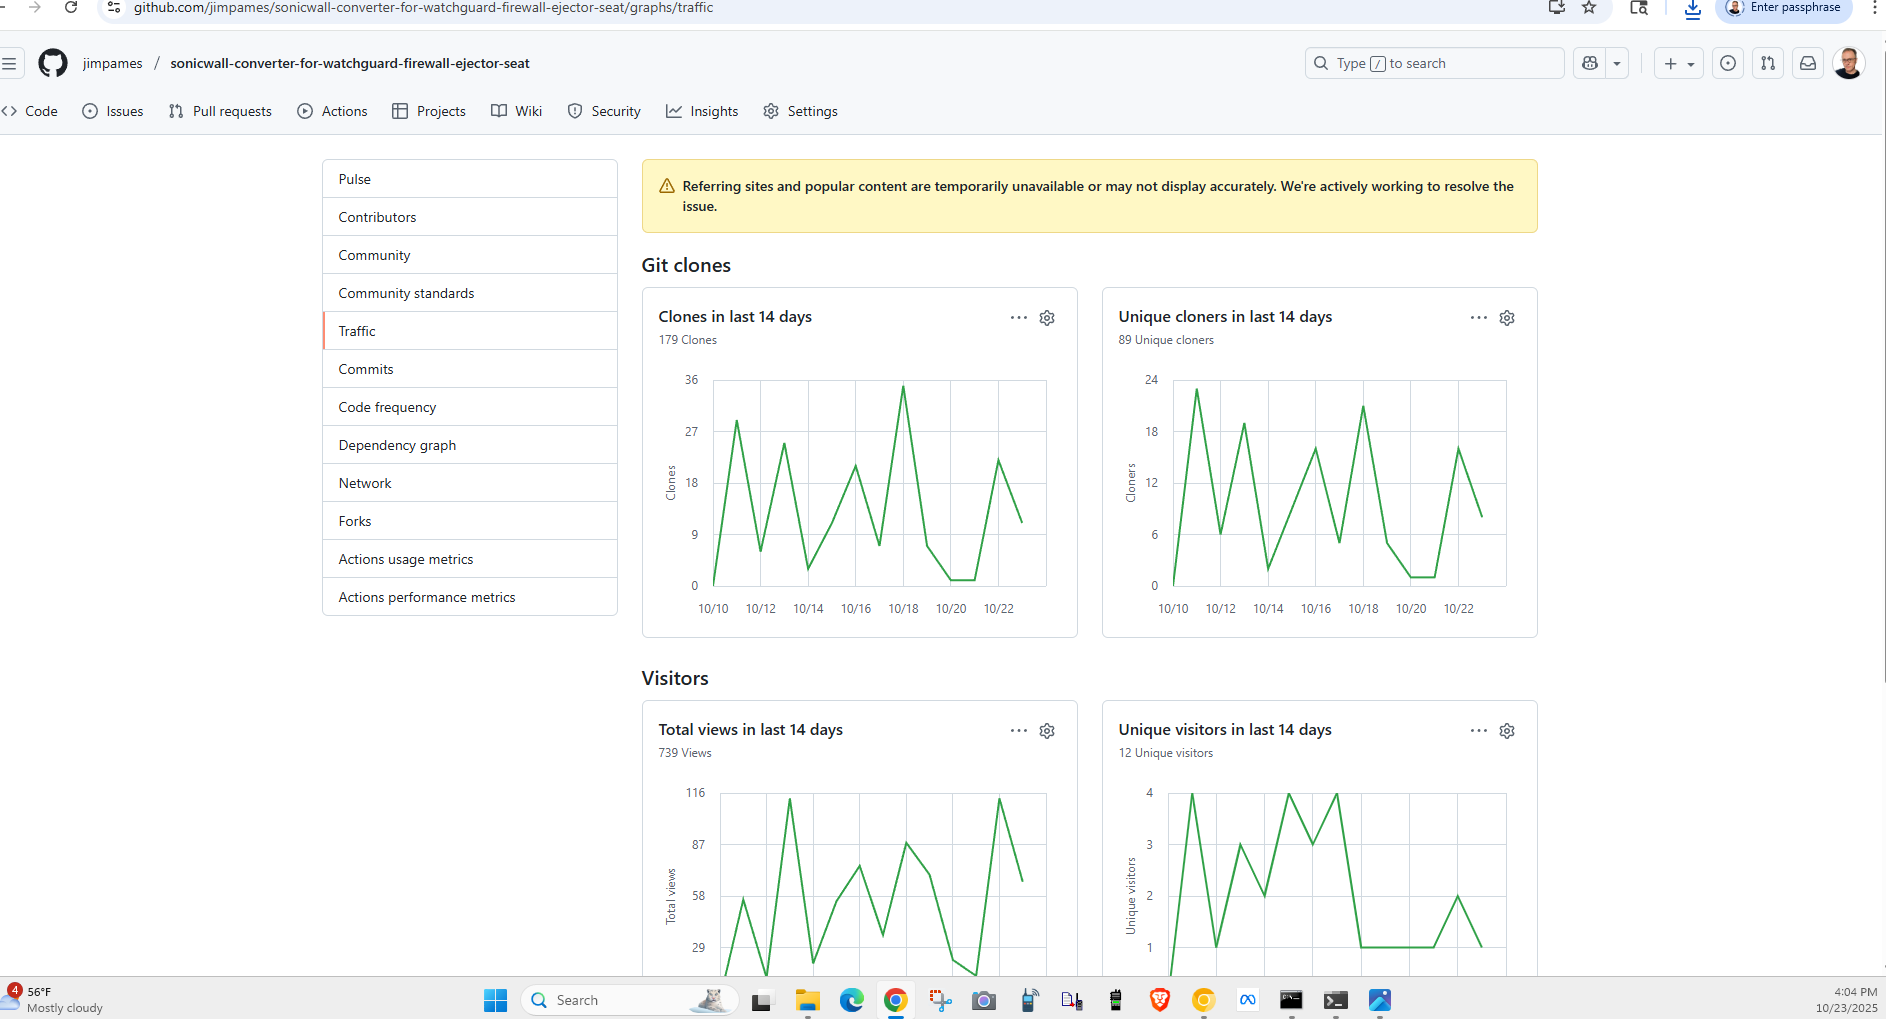 github.com/jimpames/sonicwall-converter-for-watchguard-firewall-ejector-seat/graphs/traffic
Enter passphrase
jimpames / sonicwall-converter-for-watchguard-firewall-ejector-seat
Type / to search
Code
Issues
Pull requests
Actions
Projects
Wiki
Security
Insights
Settings
Pulse
Contributors
Community
Community standards
Traffic
Commits
Code frequency
Dependency graph
Network
Forks
Actions usage metrics
Actions performance metrics
Referring sites and popular content are temporarily unavailable or may not display accurately. We're actively working to resolve the
issue.
Git clones
Clones in last 14 days
179 Clones
36
27
18
9
0
Clones
10/10 10/12 10/14 10/16 10/18 10/20 10/22
Unique cloners in last 14 days
89 Unique cloners
24
18
12
6
0
Cloners
10/10 10/12 10/14 10/16 10/18 10/20 10/22
Visitors
Total views in last 14 days
739 Views
116
87
58
29
Total views
Unique visitors in last 14 days
12 Unique visitors
4
3
2
1
Unique visitors
4
56°F
Mostly cloudy
Search
4:04 PM
10/23/2025